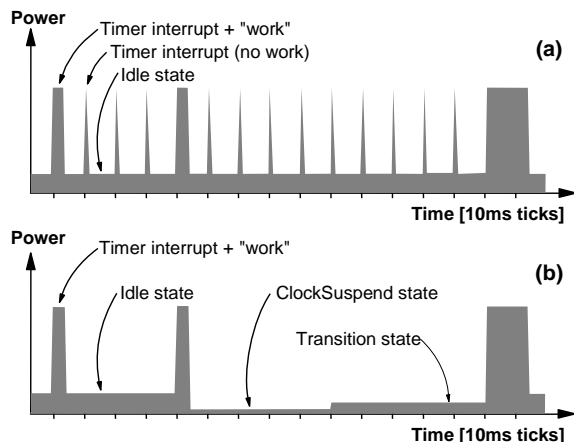 Power
Timer interrupt + "work"
(a)
Timer interrupt (no work)
Idle state
Time [10ms ticks]
Power
(b)
Timer interrupt + "work"
Idle state
ClockSuspend state
Transition state
Time [10ms ticks]